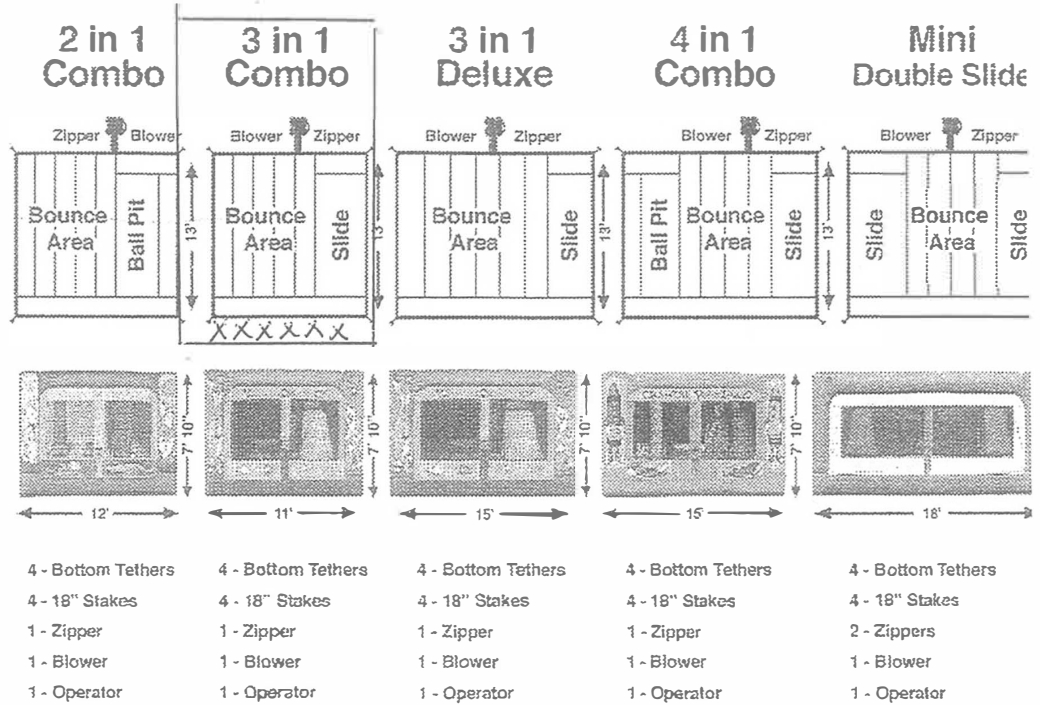 2 in 1 Combo
3 in 1 Combo
3 in 1 Deluxe
4 in 1 Combo
Mini Double Slide
Zipper Blower
Blower Zipper
Blower Zipper
Blower Zipper
Blower Zipper
Bounce Area
Ball Pit
13'
Bounce Area
Slide
13
Bounce Area
Slide
13'
Ball Pit
Bounce Area
Slide
13'
Slide
Bounce Area
Slide
XXXXXX
7' 10"
7' 10"
7' 10"
7' 10"
12'
11'
15'
15'
18'
4 - Bottom Tethers
4 - 18" Stakes
1 - Zipper
1 - Blower
1 - Operator
4 - Bottom Tethers
4 - 18" Stakes
1 - Zipper
1 - Blower
1 - Operator
4 - Bottom Tethers
4 - 18" Stakes
1 - Zipper
1 - Blower
1 - Operator
4 - Bottom Tethers
4 - 18" Stakes
1 - Zipper
1 - Blower
1 - Operator
4 - Bottom Tethers
4 - 18" Stakes
2 - Zippers
1 - Blower
1 - Operator